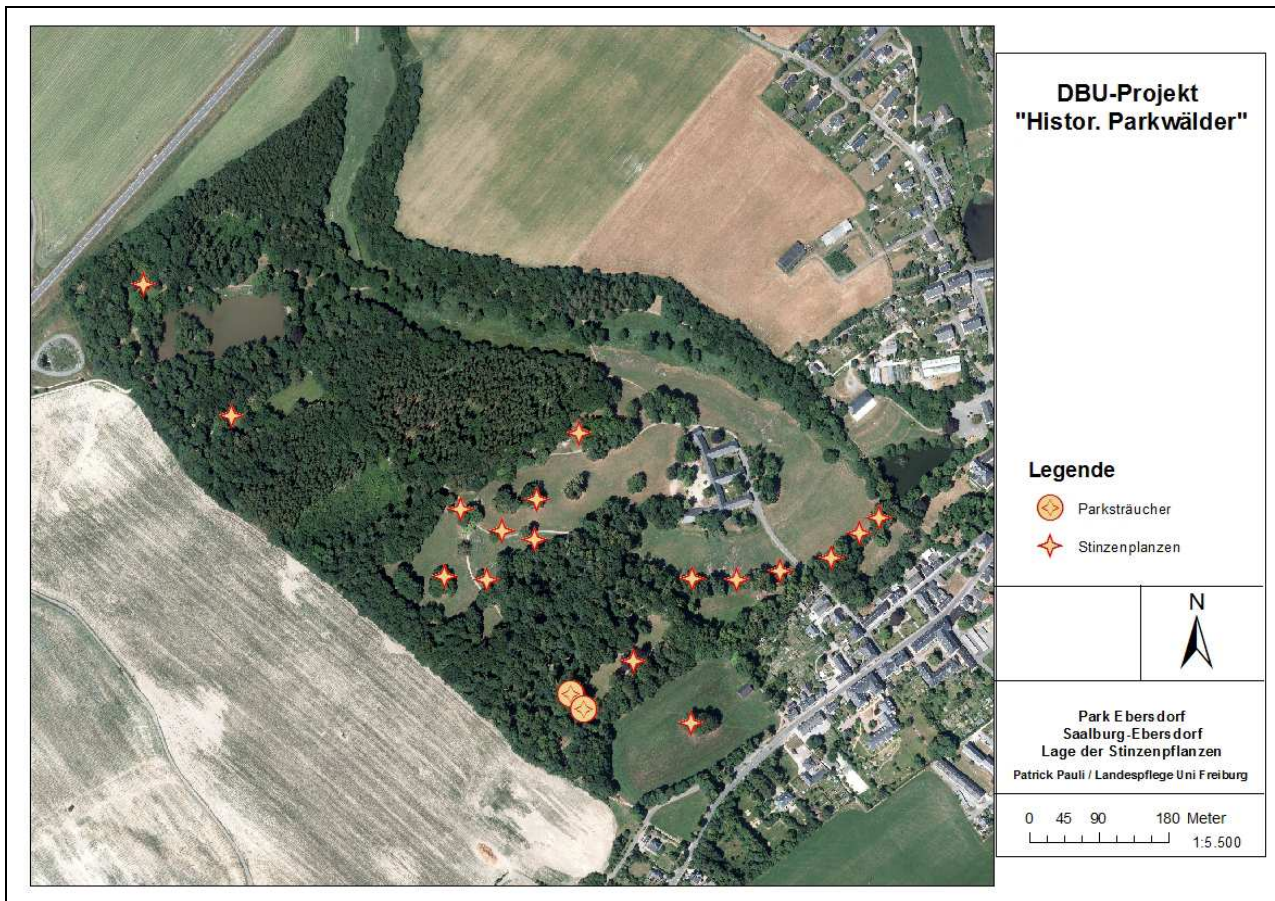 DBU-Projekt
"Histor. Parkwälder"
Legende
Parksträucher
Stinzenplanzen
N
Park Ebersdorf
Saalburg-Ebersdorf
Lage der Stinzenpflanzen
Patrick Pauli / Landespflege Uni Freiburg
0 45 90 180 Meter
1:5.500